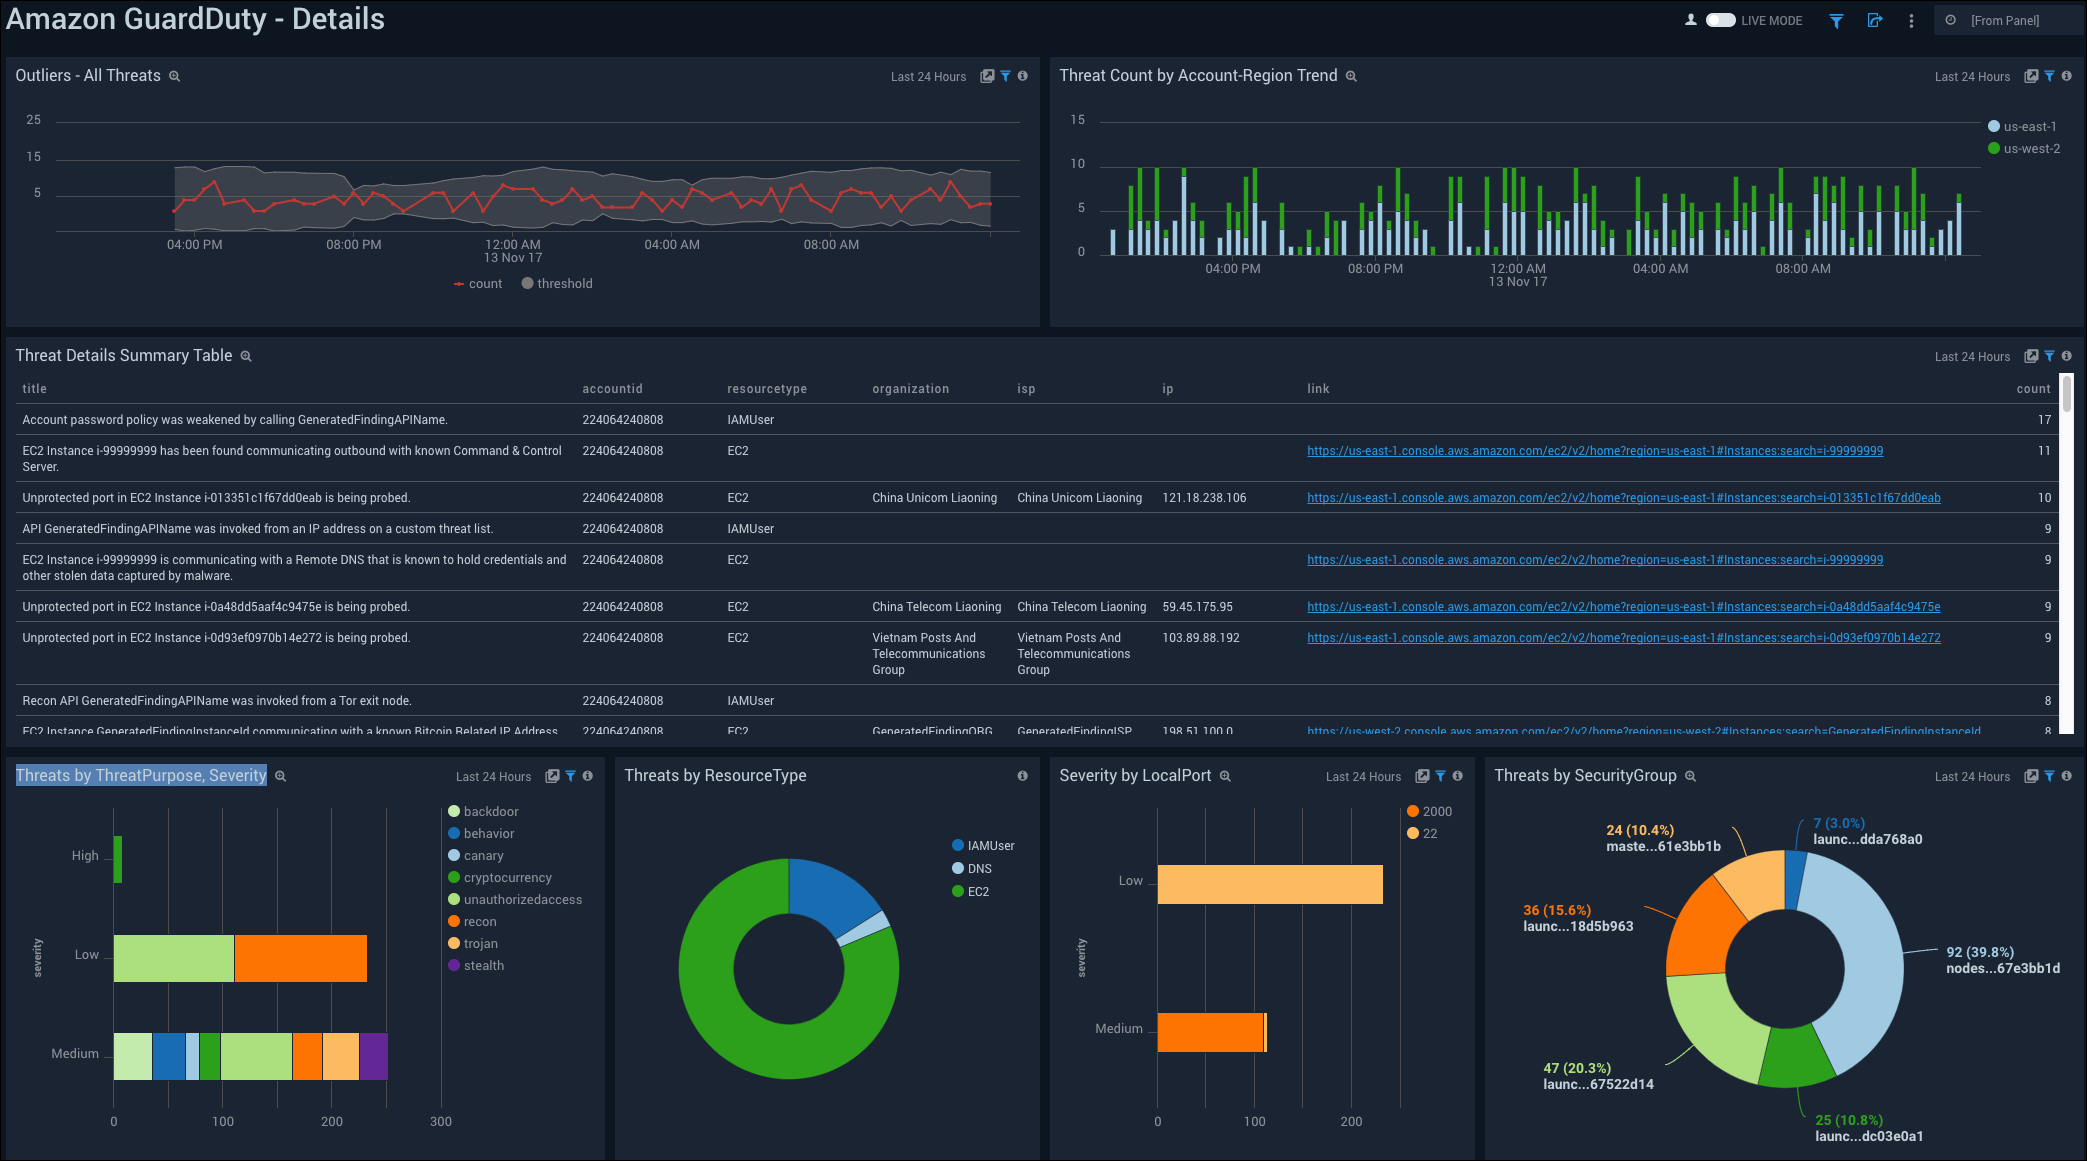 Amazon GuardDuty - Details
LIVE MODE
[From Panel]
Outliers - All Threats
Last 24 Hours
25
15
5
04:00 PM
08:00 PM
12:00 AM
13 Nov 17
04:00 AM
08:00 AM
count
threshold
Threat Count by Account-Region Trend
Last 24 Hours
15
10
5
0
04:00 PM
08:00 PM
12:00 AM
13 Nov 17
04:00 AM
08:00 AM
us-east-1
us-west-2
Threat Details Summary Table
Last 24 Hours
title accountid resourcetype organization isp ip link count
Account password policy was weakened by calling GeneratedFindingAPIName. 224064240808 IAMUser 17
EC2 Instance i-99999999 has been found communicating outbound with known Command & Control 224064240808 EC2 https://us-east-1.console.aws.amazon.com/ec2/v2/home?region=us-east-1#Instances:search=i-99999999 11
Server.
Unprotected port in EC2 Instance i-013351c1f67dd0eab is being probed. 224064240808 EC2 China Unicom Liaoning China Unicom Liaoning 121.18.238.106 https://us-east-1.console.aws.amazon.com/ec2/v2/home?region=us-east-1#Instances:search=i-013351c1f67dd0eab 10
API GeneratedFindingAPIName was invoked from an IP address on a custom threat list. 224064240808 IAMUser 9
EC2 Instance i-99999999 is communicating with a Remote DNS that is known to hold credentials and 224064240808 EC2 https://us-east-1.console.aws.amazon.com/ec2/v2/home?region=us-east-1#Instances:search=i-99999999 9
other stolen data captured by malware.
Unprotected port in EC2 Instance i-0a48dd5aaf4c9475e is being probed. 224064240808 EC2 China Telecom Liaoning China Telecom Liaoning 59.45.175.95 https://us-east-1.console.aws.amazon.com/ec2/v2/home?region=us-east-1#Instances:search=i-0a48dd5aaf4c9475e 9
Unprotected port in EC2 Instance i-0d93ef0970b14e272 is being probed. 224064240808 EC2 Vietnam Posts And Vietnam Posts And 103.89.88.192 https://us-east-1.console.aws.amazon.com/ec2/v2/home?region=us-east-1#Instances:search=i-0d93ef0970b14e272 9
Telecommunications Telecommunications
Group Group
Recon API GeneratedFindingAPIName was invoked from a Tor exit node. 224064240808 IAMUser 8
EC2 Instance GeneratedFindingInstanceId communicating with a known Bitcoin Related IP Address 224064240808 EC2 GeneratedFindingORG GeneratedFindingISP 198.51.100.0 https://us-west-2.console.aws.amazon.com/ec2/v2/home?region=us-west-2#Instances:search=GeneratedFindingInstanceId 8
Threats by ThreatPurpose, Severity
Last 24 Hours
severity
High
Low
Medium
0
100
200
300
backdoor
behavior
canary
cryptocurrency
unauthorizedaccess
recon
trojan
stealth
Threats by ResourceType
IAMUser
DNS
EC2
Severity by LocalPort
Last 24 Hours
severity
Low
Medium
0
100
200
2000
22
Threats by SecurityGroup
Last 24 Hours
7 (3.0%)
launc...dda768a0
24 (10.4%)
maste...61e3bb1b
36 (15.6%)
launc...18d5b963
92 (39.8%)
nodes...67e3bb1d
47 (20.3%)
launc...67522d14
25 (10.8%)
launc...dc03e0a1